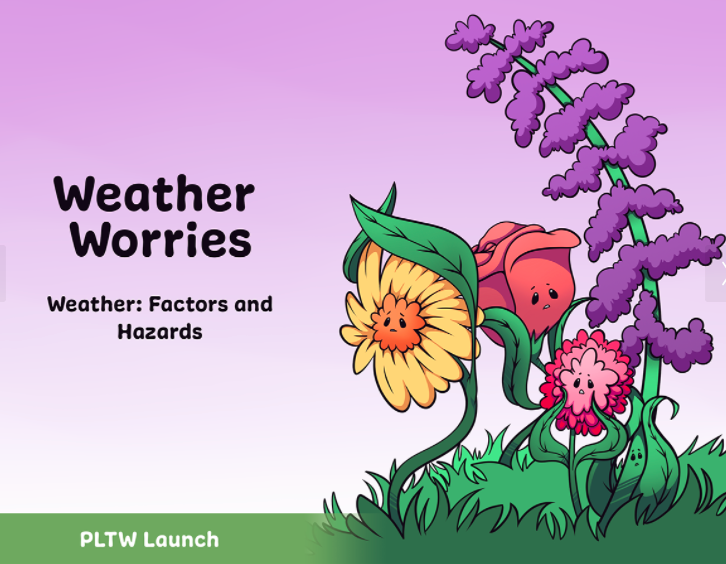 Weather
Worries
Weather: Factors and
Hazards
PLTW Launch